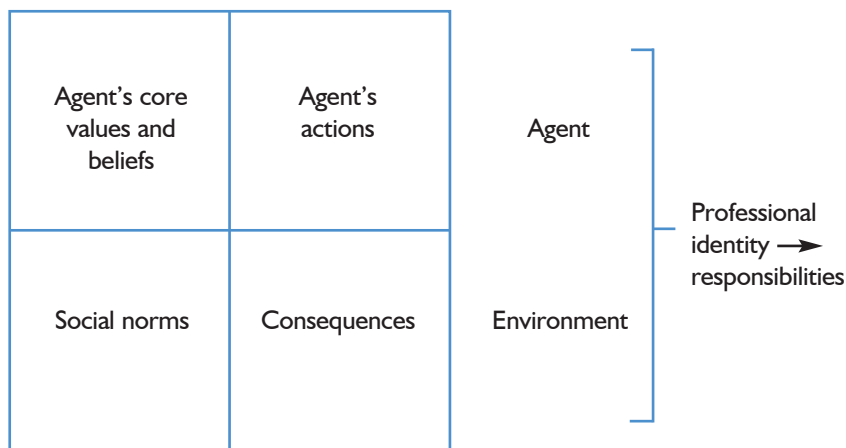 Agent’s core
values and
beliefs
Agent’s
actions
Agent
Professional
identity →
responsibilities
Social norms
Consequences
Environment